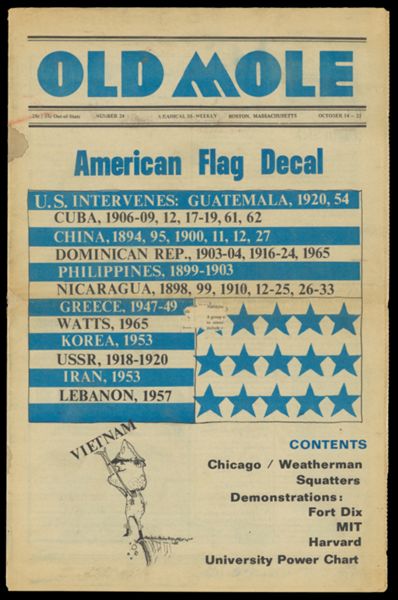 OLD MOLE
NUMBER 24 A RADICAL BI-WEEKLY BOSTON, MASSACHUSETTS OCTOBER 14 - 22
American Flag Decal
U.S. INTERVENES: GUATEMALA, 1920, 54
CUBA, 1906-09, 12, 17-19, 61, 62
CHINA, 1894, 95, 1900, 11, 12, 27
DOMINICAN REP., 1903-04, 1916-24, 1965
PHILIPPINES, 1899-1903
NICARAGUA, 1898, 99, 1910, 12-25, 26-33
GREECE, 1947-49
WATTS, 1965
KOREA, 1953
USSR, 1918-1920
IRAN, 1953
LEBANON, 1957
VIETNAM
CONTENTS
Chicago / Weatherman
Squatters
Demonstrations:
Fort Dix
MIT
Harvard
University Power Chart